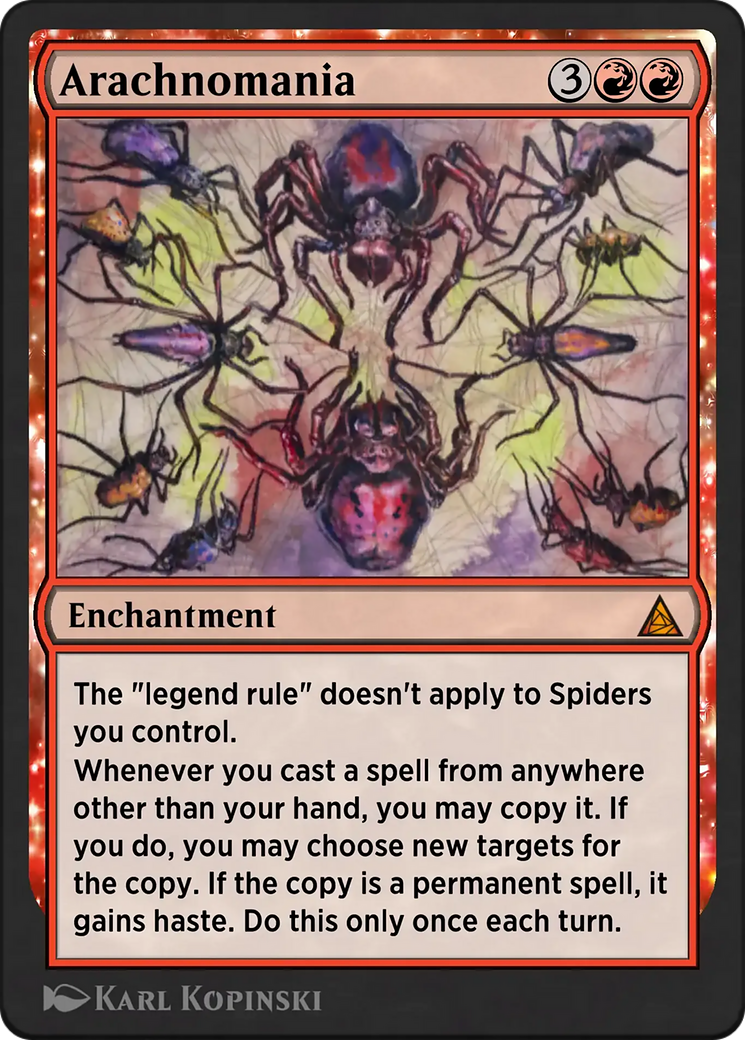 Arachnomania 3
Enchantment
The "legend rule" doesn't apply to Spiders
you control.
Whenever you cast a spell from anywhere
other than your hand, you may copy it. If
you do, you may choose new targets for
the copy. If the copy is a permanent spell, it
gains haste. Do this only once each turn.
Karl Kopinski